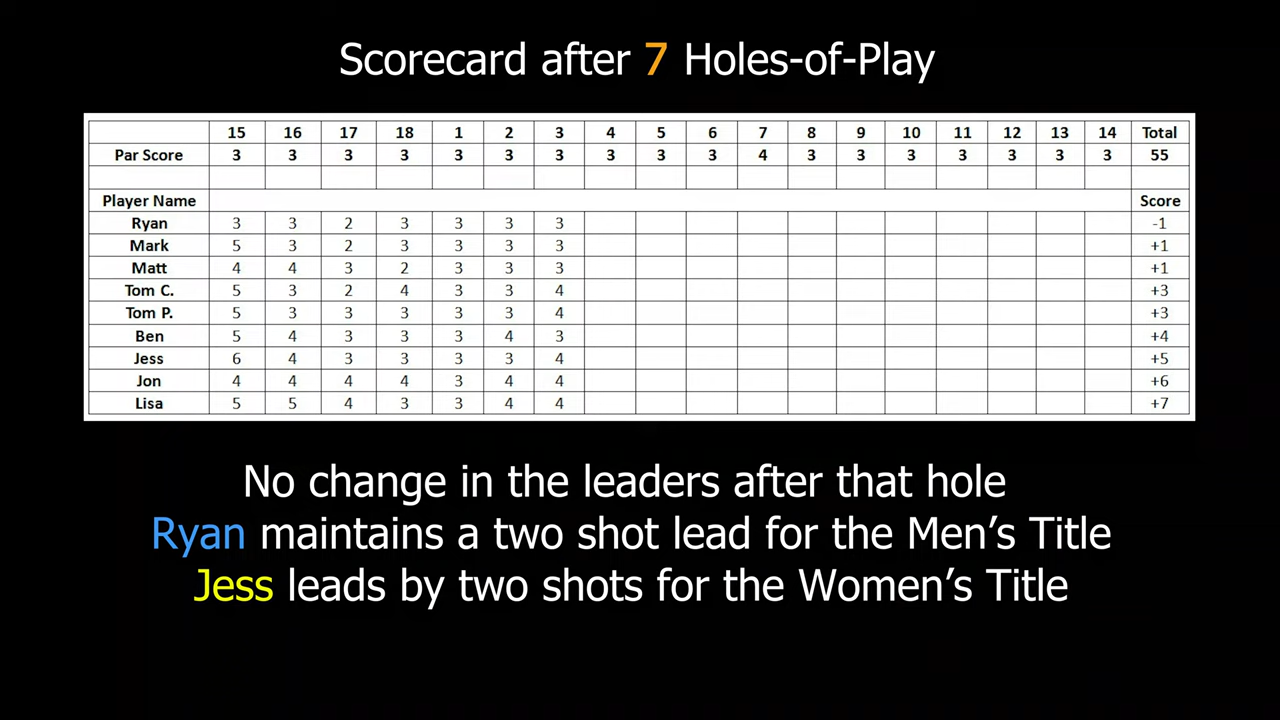 Scorecard after 7 Holes-of-Play
15 16 17 18 1 2 3 4 5 6 7 8 9 10 11 12 13 14 Total
Par Score 3 3 3 3 3 3 3 3 3 3 4 3 3 3 3 3 3 3 55
Player Name Score
Ryan 3 3 2 3 3 3 3 -1
Mark 5 3 2 3 3 3 3 +1
Matt 4 4 3 2 3 3 3 +1
Tom C. 5 3 2 4 3 3 4 +3
Tom P. 5 3 3 3 3 3 4 +3
Ben 5 4 3 3 3 4 3 +4
Jess 6 4 3 3 3 3 4 +5
Jon 4 4 4 4 3 4 4 +6
Lisa 5 5 4 3 3 4 4 +7
No change in the leaders after that hole
Ryan maintains a two shot lead for the Men’s Title
Jess leads by two shots for the Women’s Title